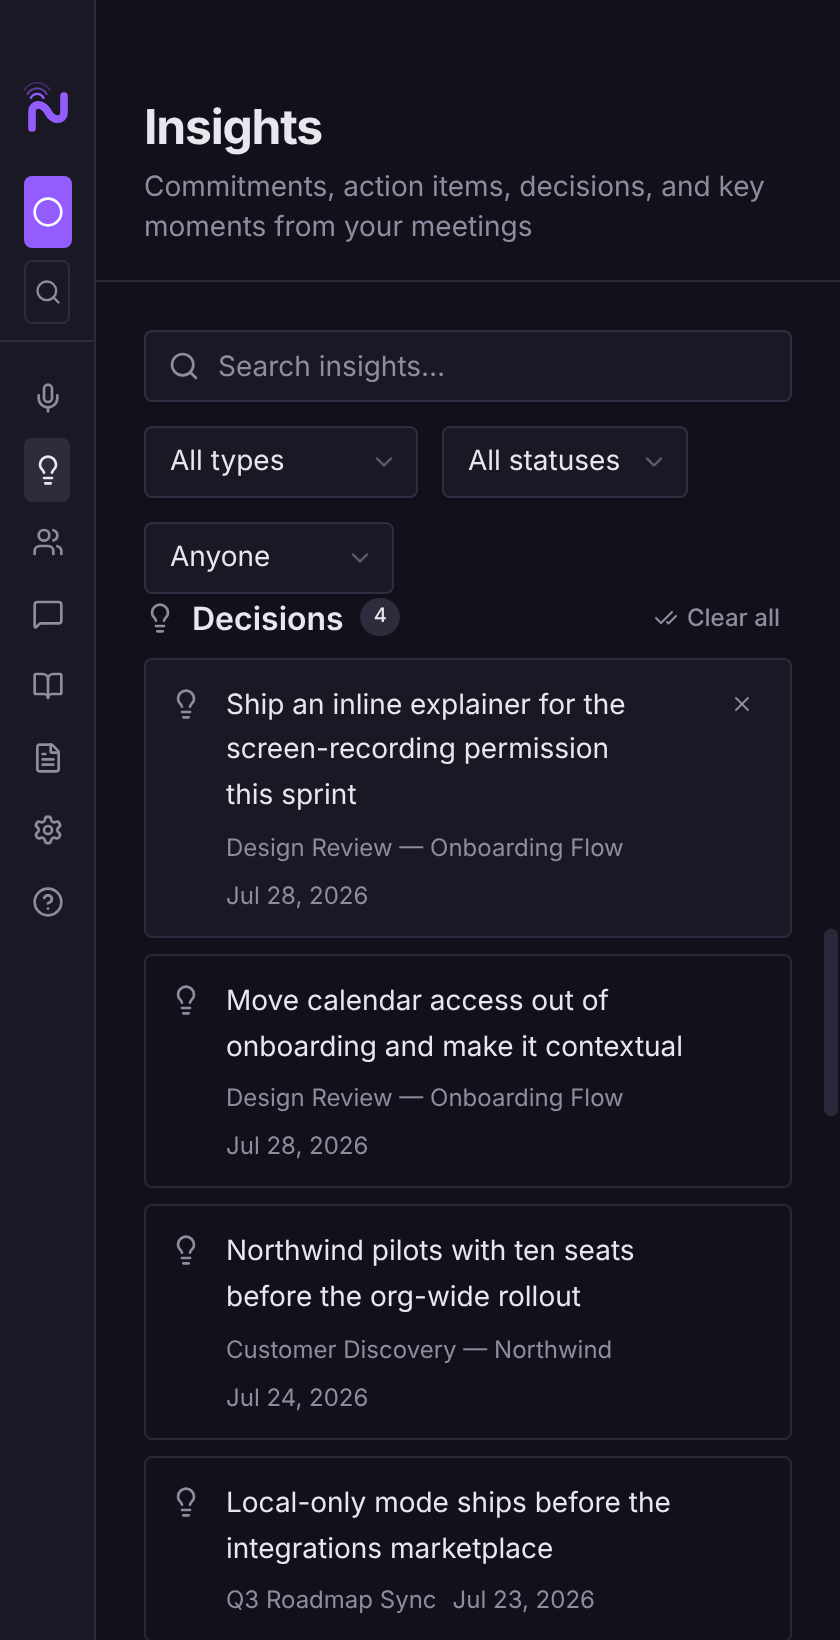 Insights
Commitments, action items, decisions, and key
moments from your meetings
Search insights...
All types
All statuses
Anyone
Decisions 4
Clear all
Ship an inline explainer for the
screen-recording permission
this sprint
Design Review — Onboarding Flow
Jul 28, 2026
Move calendar access out of
onboarding and make it contextual
Design Review — Onboarding Flow
Jul 28, 2026
Northwind pilots with ten seats
before the org-wide rollout
Customer Discovery — Northwind
Jul 24, 2026
Local-only mode ships before the
integrations marketplace
Q3 Roadmap Sync Jul 23, 2026